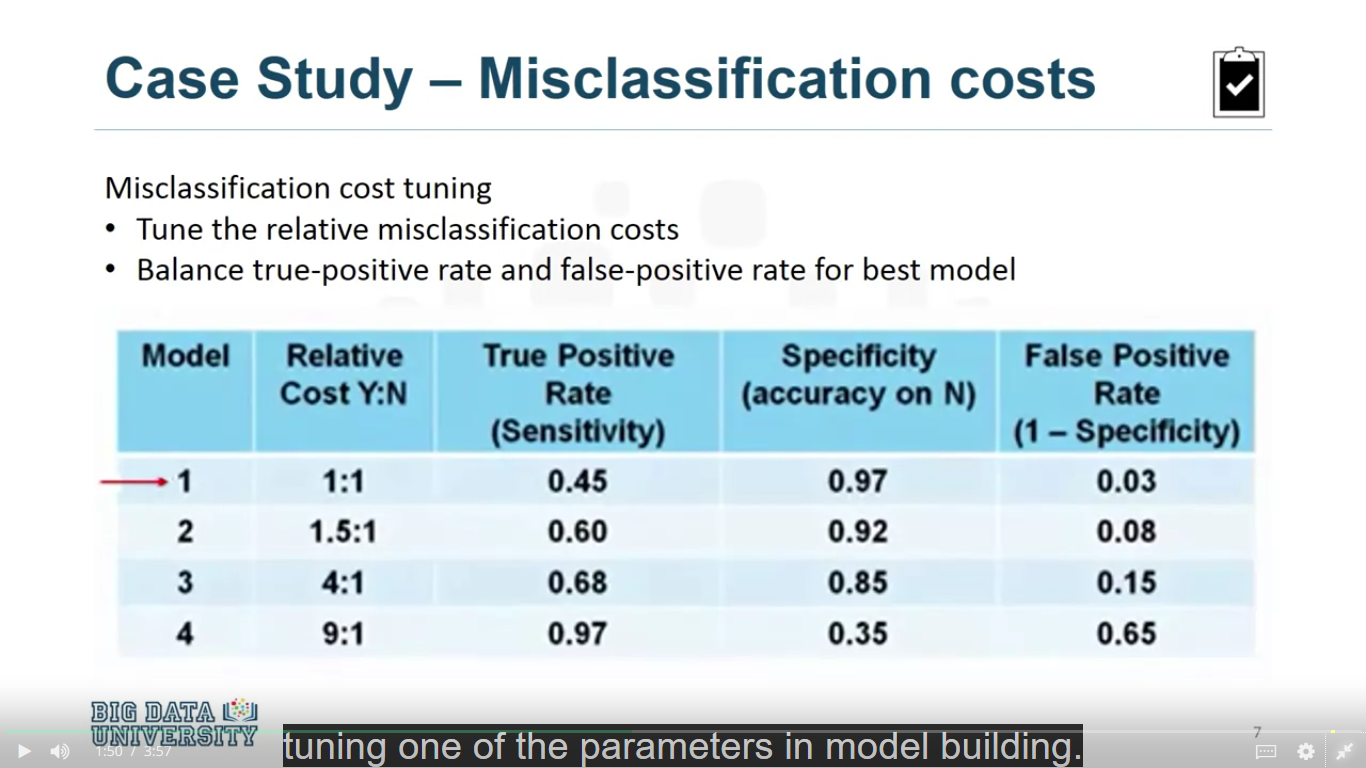 Case Study – Misclassification costs
Misclassification cost tuning
• Tune the relative misclassification costs
• Balance true-positive rate and false-positive rate for best model
Model Relative Cost Y:N True Positive Rate (Sensitivity) Specificity (accuracy on N) False Positive Rate (1 – Specificity)
1 1:1 0.45 0.97 0.03
2 1.5:1 0.60 0.92 0.08
3 4:1 0.68 0.85 0.15
4 9:1 0.97 0.35 0.65
BIG DATA
UNIVERSITY
7
tuning one of the parameters in model building.
1:50 / 3:57